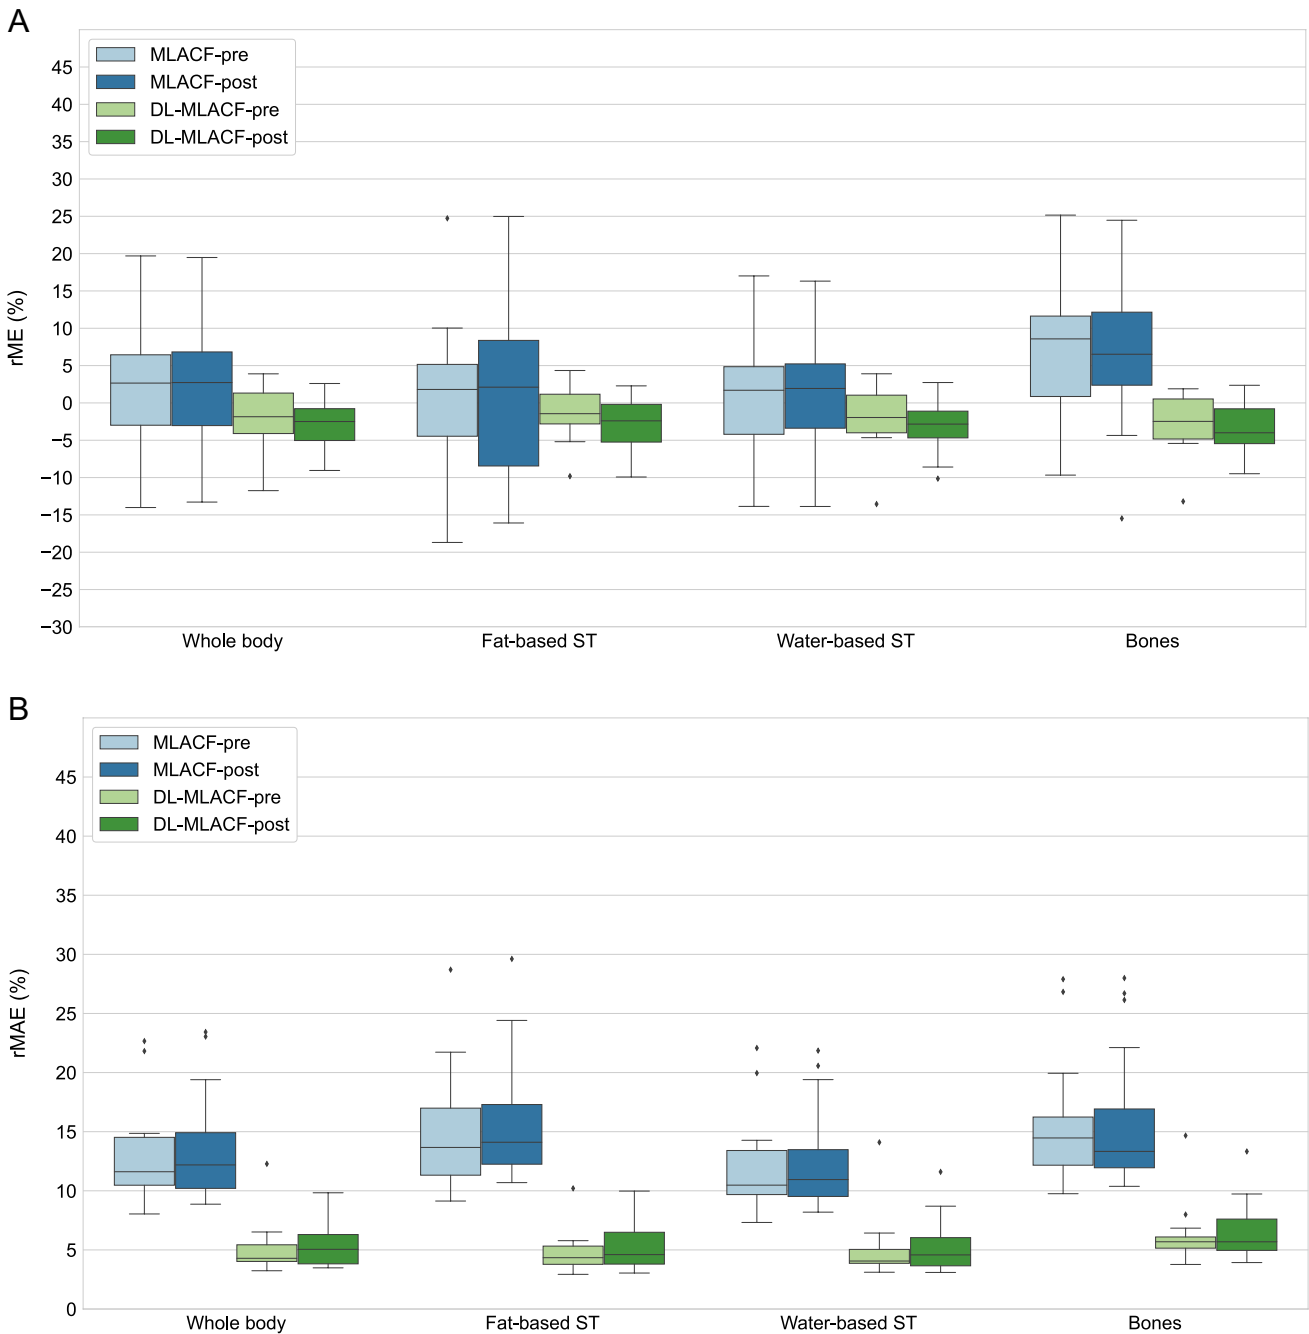 A
MLACF-pre
MLACF-post
DL-MLACF-pre
DL-MLACF-post
45
40
35
30
25
20
15
10
5
0
−5
−10
−15
−20
−25
−30
rME (%)
Whole body Fat-based ST Water-based ST Bones
B
MLACF-pre
MLACF-post
DL-MLACF-pre
DL-MLACF-post
45
40
35
30
25
20
15
10
5
0
rMAE (%)
Whole body Fat-based ST Water-based ST Bones